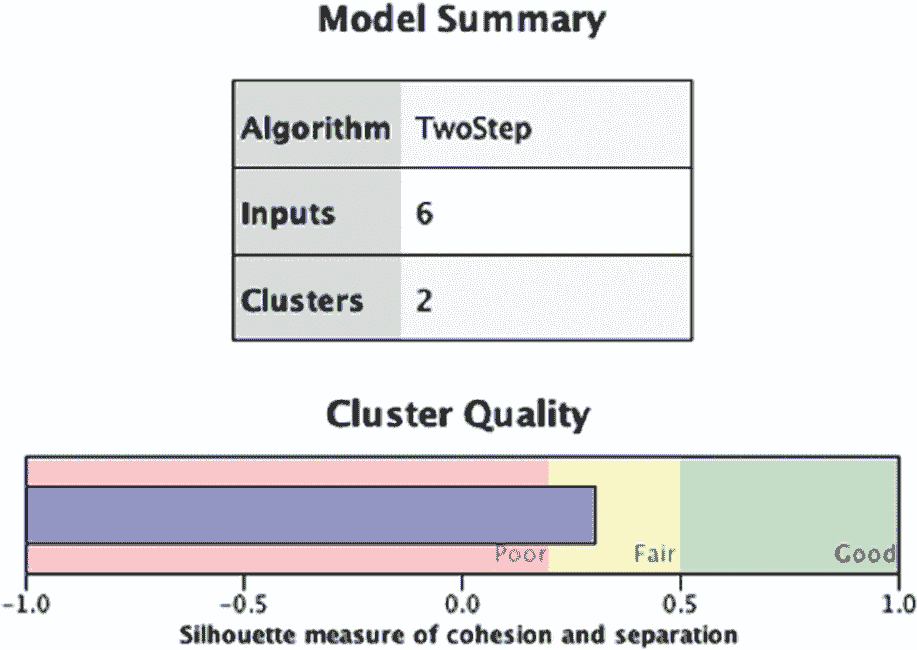 Model Summary
Algorithm TwoStep
Inputs 6
Clusters 2
Cluster Quality
Poor Fair Good
-1.0 -0.5 0.0 0.5 1.0
Silhouette measure of cohesion and separation